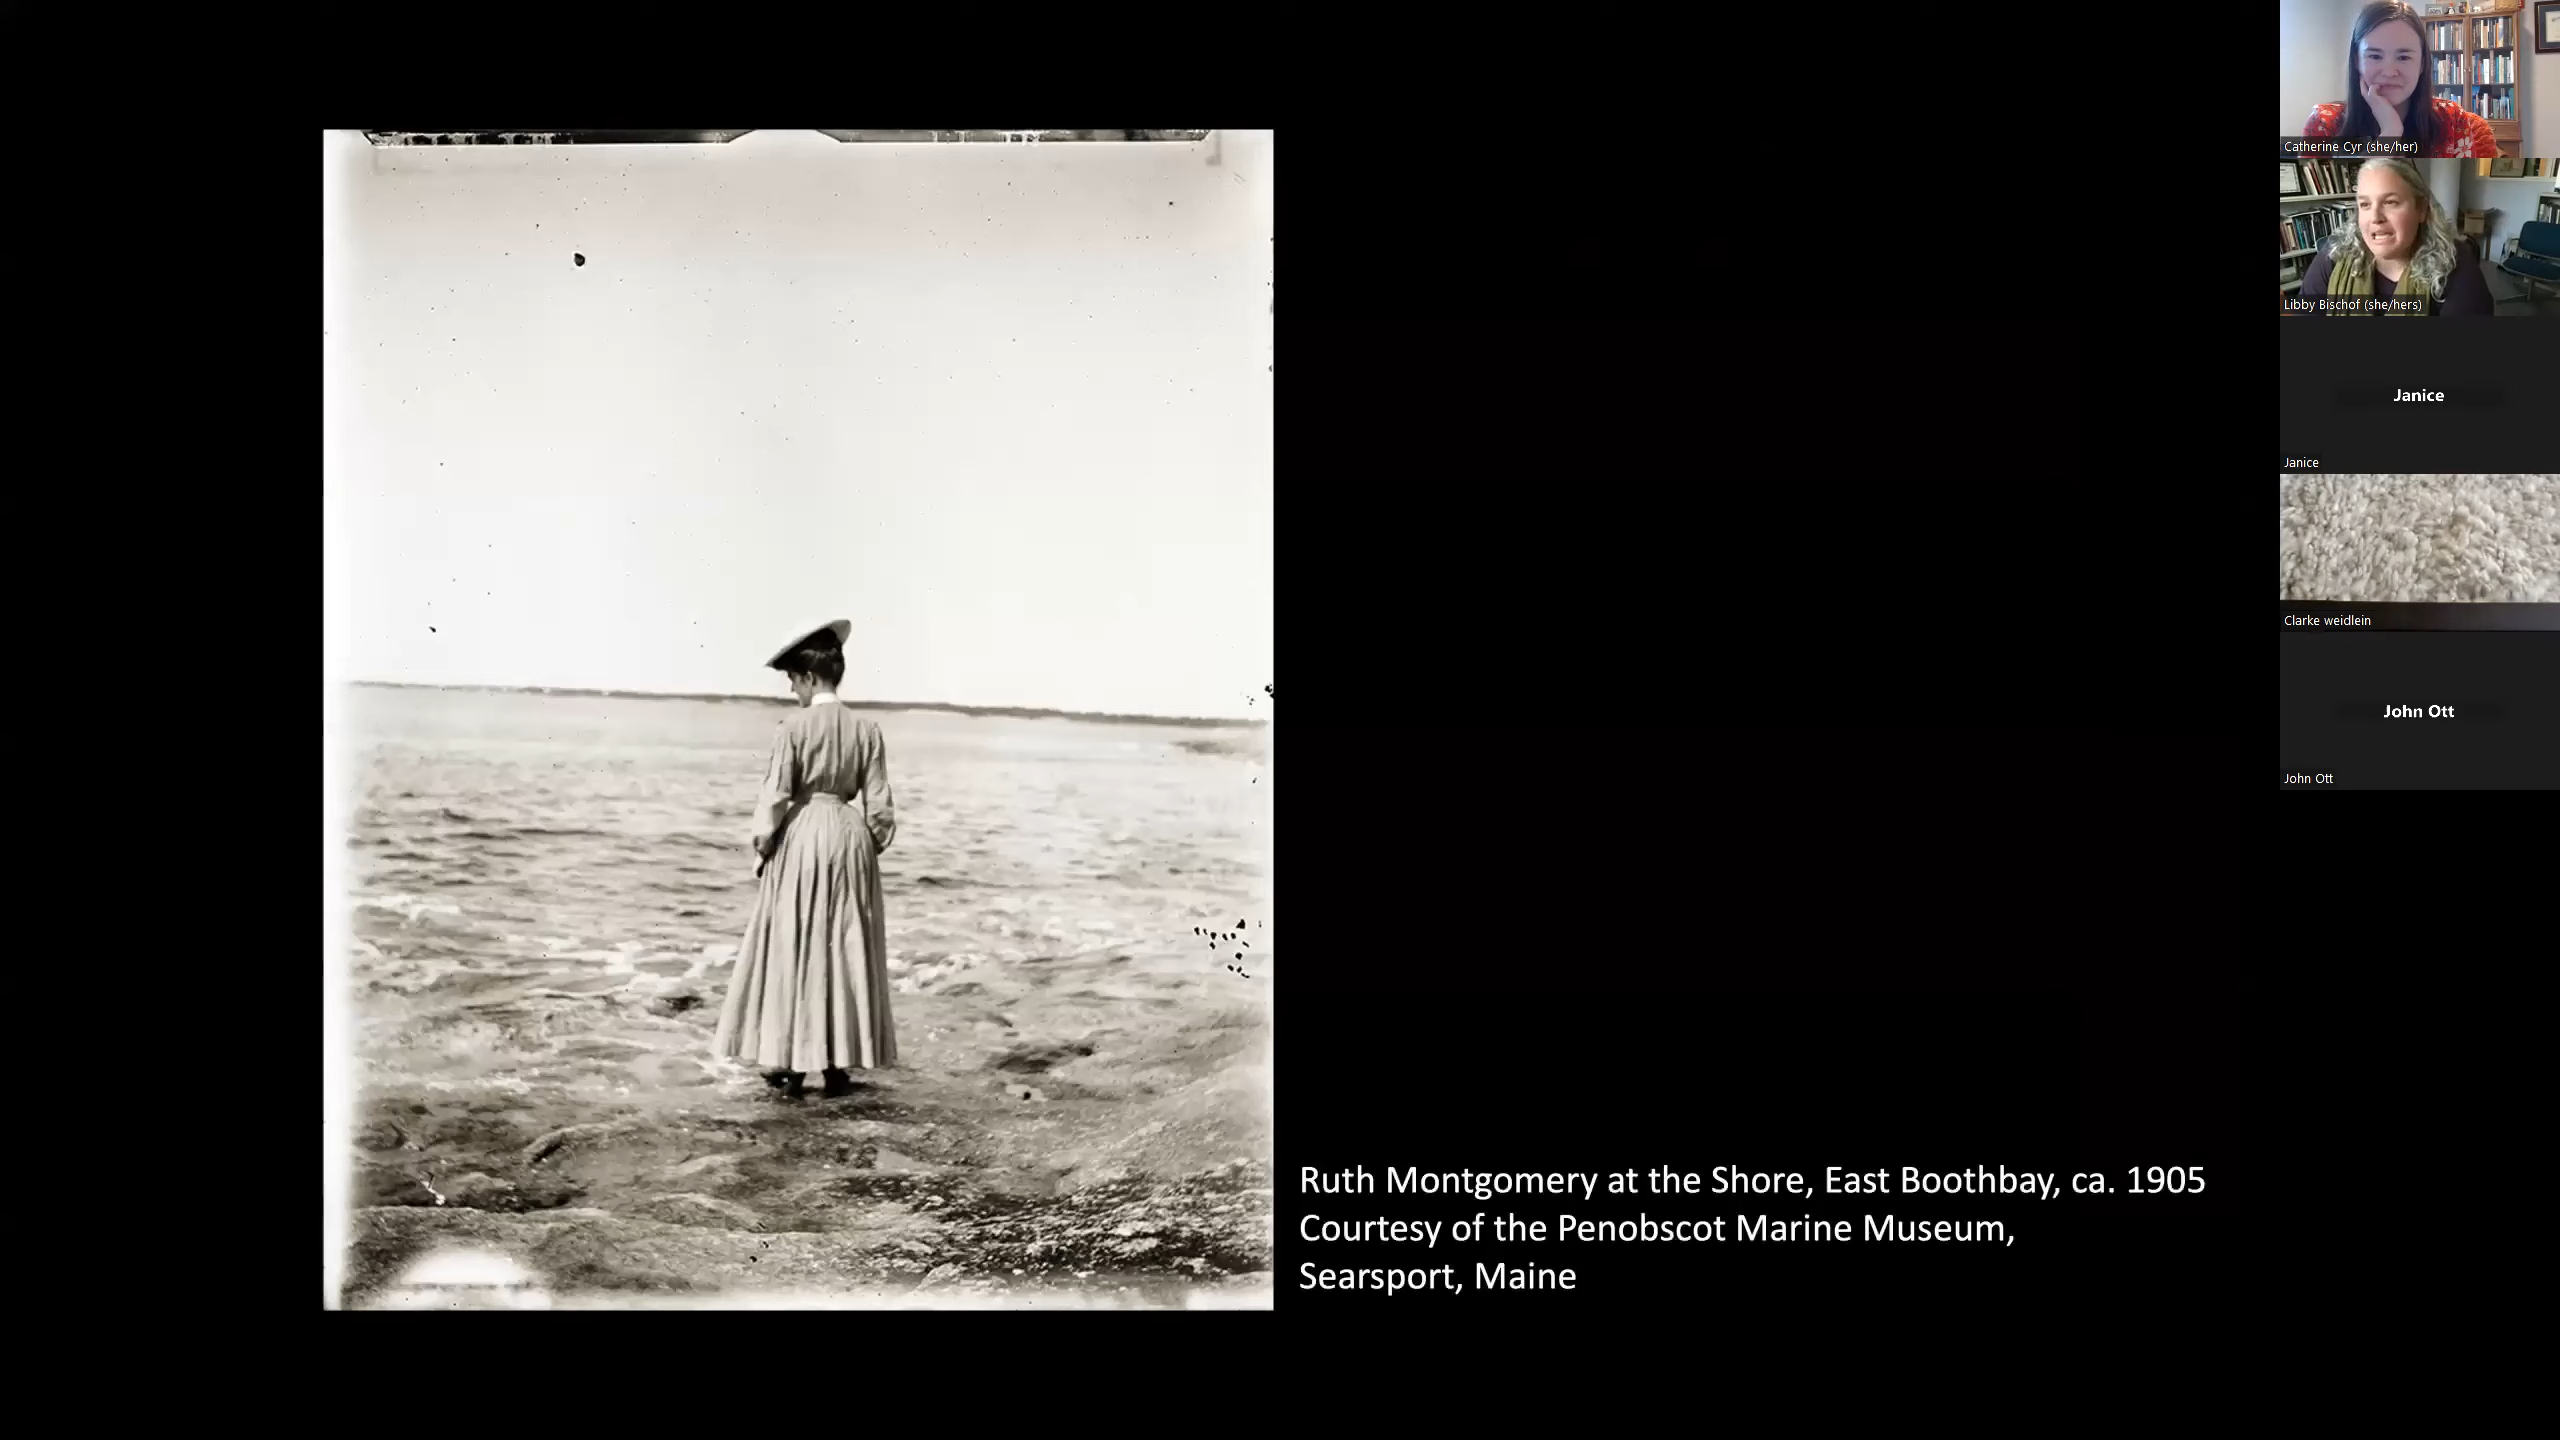 Catherine Cyr (she/her)
Libby Bischof (she/hers)
Janice
Janice
Clarke weidlein
John Ott
John Ott
Ruth Montgomery at the Shore, East Boothbay, ca. 1905
Courtesy of the Penobscot Marine Museum,
Searsport, Maine